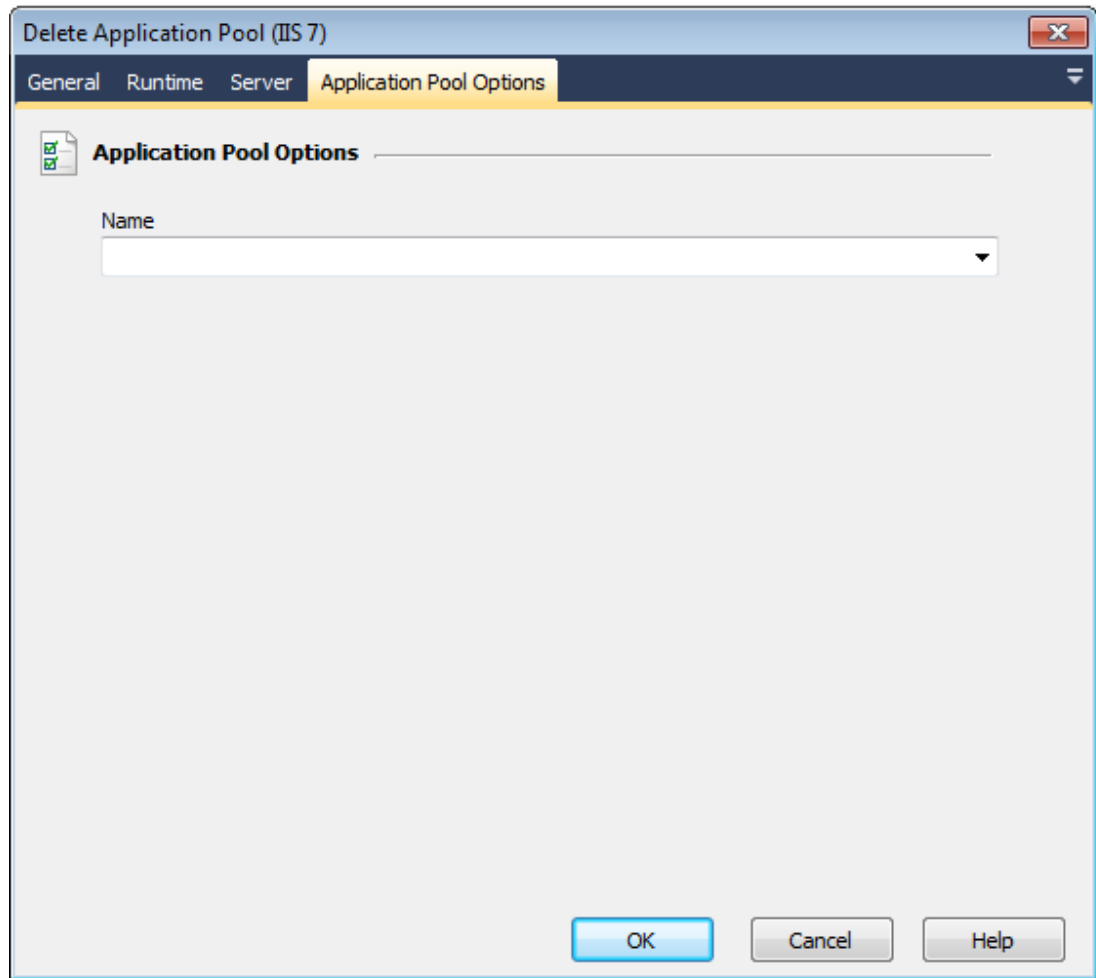 Delete Application Pool (IIS 7)
General Runtime Server Application Pool Options
Application Pool Options
Name
OK Cancel Help